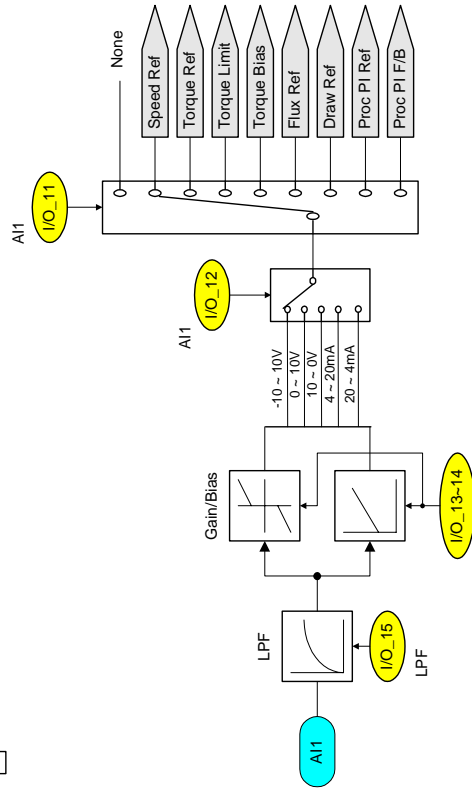 AI1
LPF
I/O_15
LPF
Gain/Bias
I/O_13~14
-10 ~ 10V
0 ~ 10V
10 ~ 0V
4 ~ 20mA
20 ~ 4mA
AI1
I/O_12
AI1
I/O_11
None
Speed Ref
Torque Ref
Torque Limit
Torque Bias
Flux Ref
Draw Ref
Proc PI Ref
Proc PI F/B